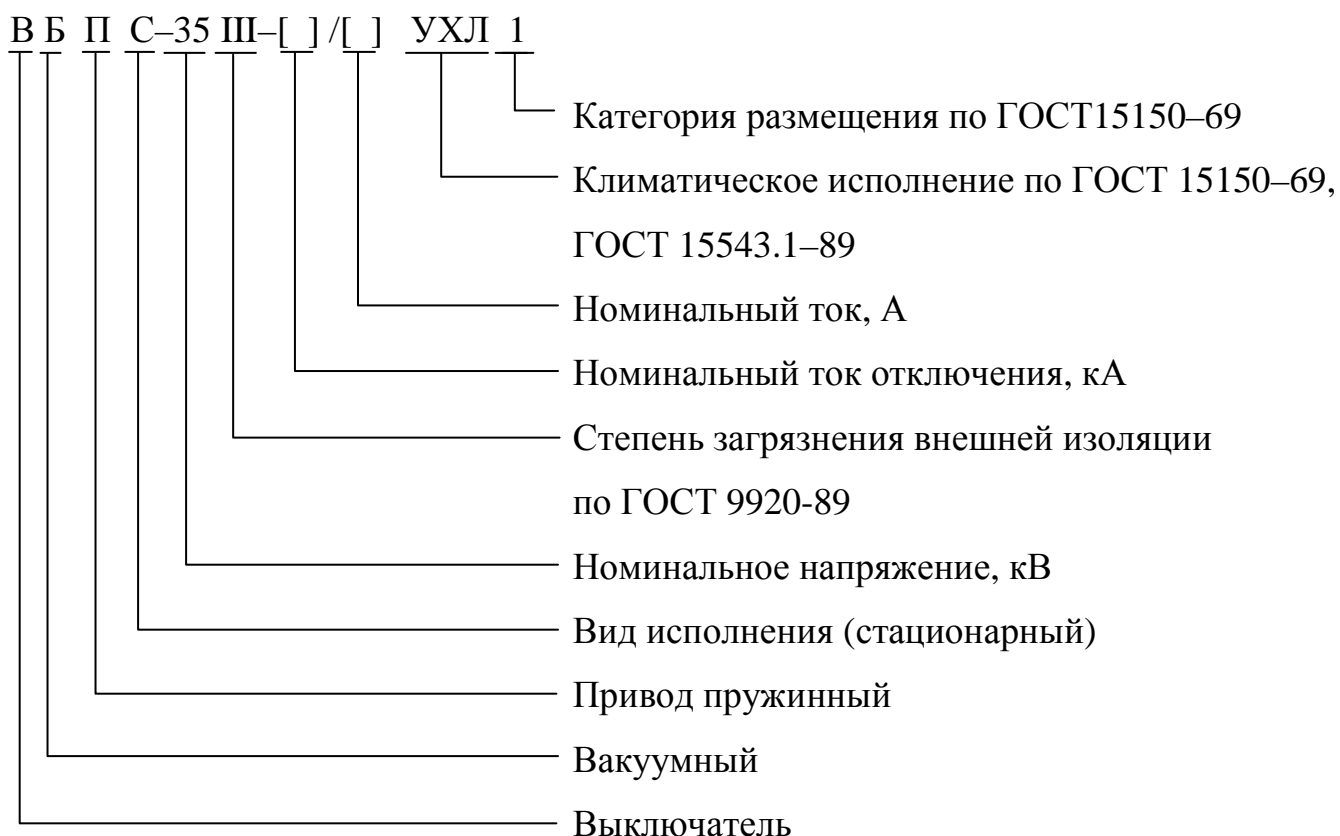 В Б П С–35 III–[ ] /[ ] УХЛ 1
Категория размещения по ГОСТ15150–69
Климатическое исполнение по ГОСТ 15150–69,
ГОСТ 15543.1–89
Номинальный ток, А
Номинальный ток отключения, кА
Степень загрязнения внешней изоляции
по ГОСТ 9920-89
Номинальное напряжение, кВ
Вид исполнения (стационарный)
Привод пружинный
Вакуумный
Выключатель